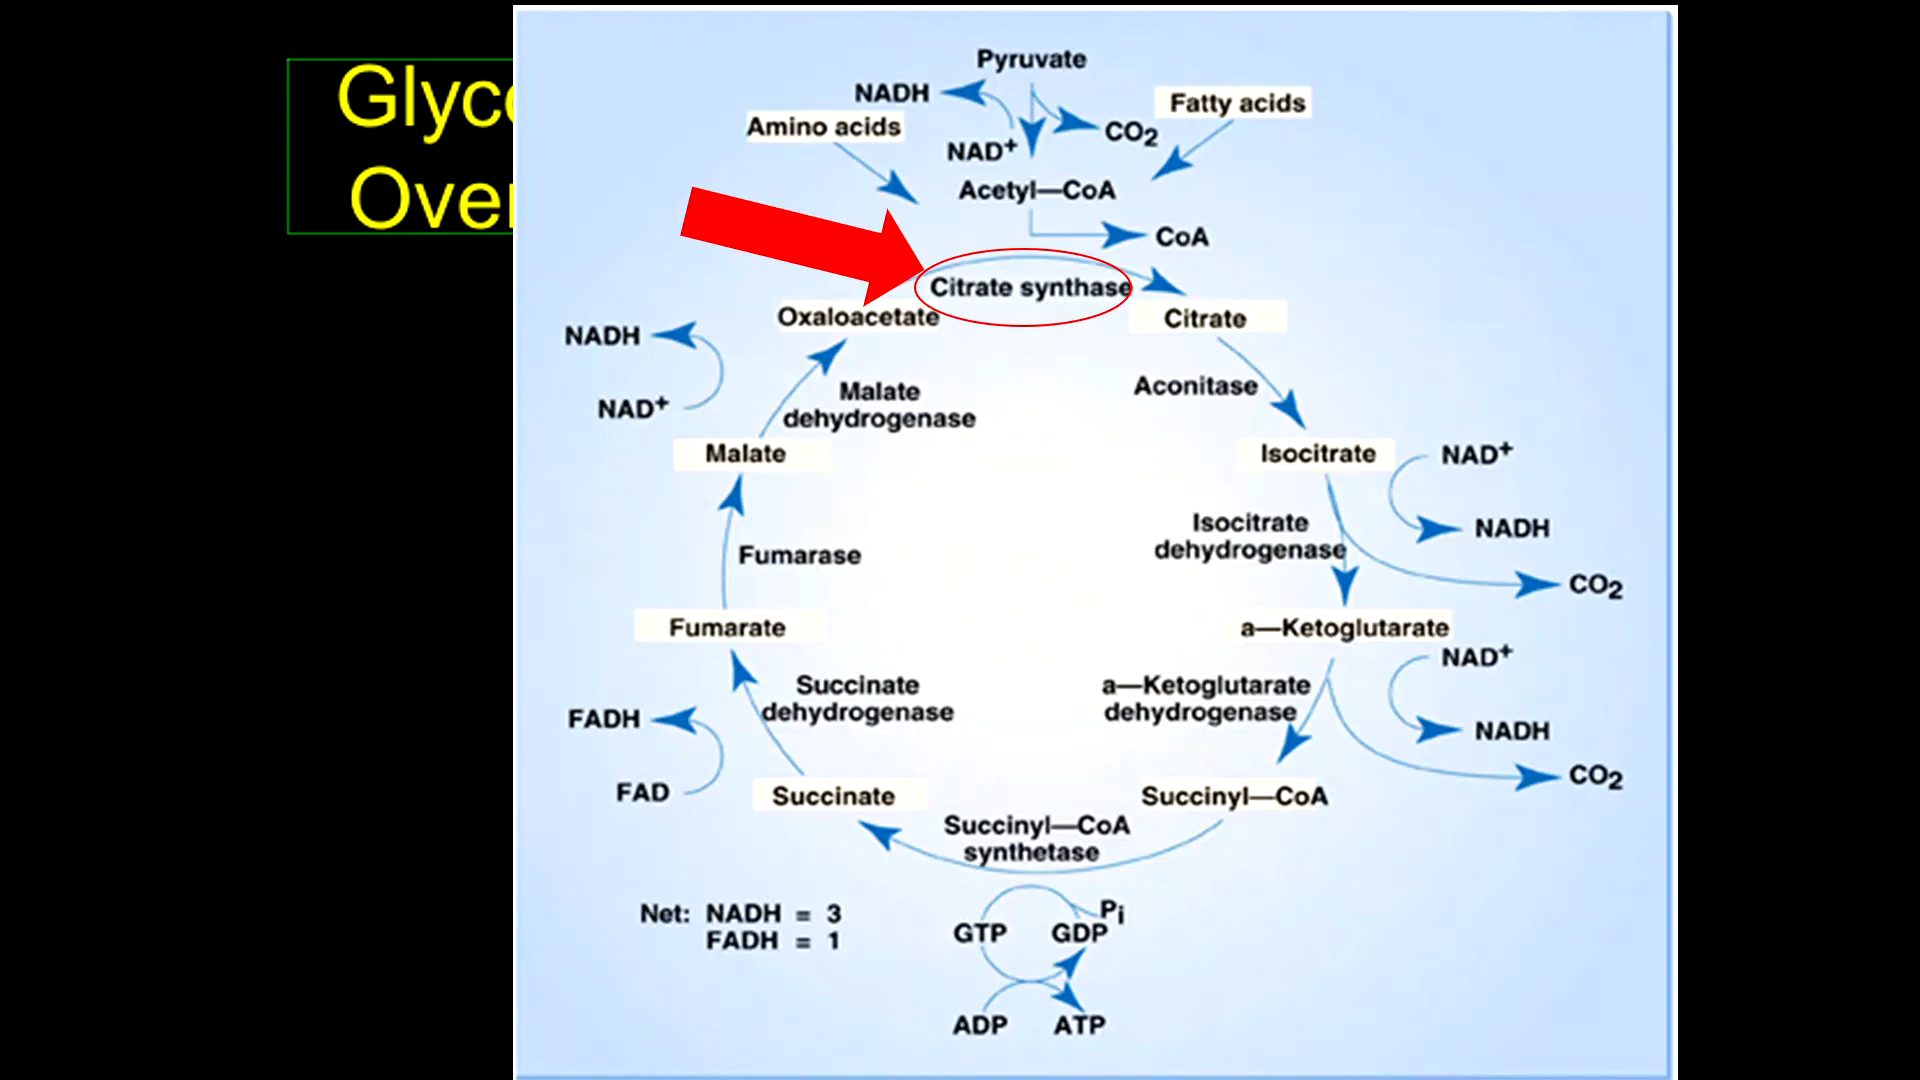 Glyc
Over
Pyruvate
NADH
Fatty acids
Amino acids
CO2
NAD+
Acetyl—CoA
CoA
Citrate synthase
Oxaloacetate
Citrate
NADH
Malate
dehydrogenase
Aconitase
NAD+
Malate
Isocitrate
NAD+
Isocitrate
dehydrogenase
NADH
Fumarase
CO2
Fumarate
a—Ketoglutarate
NAD+
Succinate
dehydrogenase
a—Ketoglutarate
dehydrogenase
FADH
NADH
CO2
FAD
Succinate
Succinyl—CoA
Succinyl—CoA
synthetase
Net: NADH = 3
FADH = 1
Pi
GTP
GDP
ADP
ATP